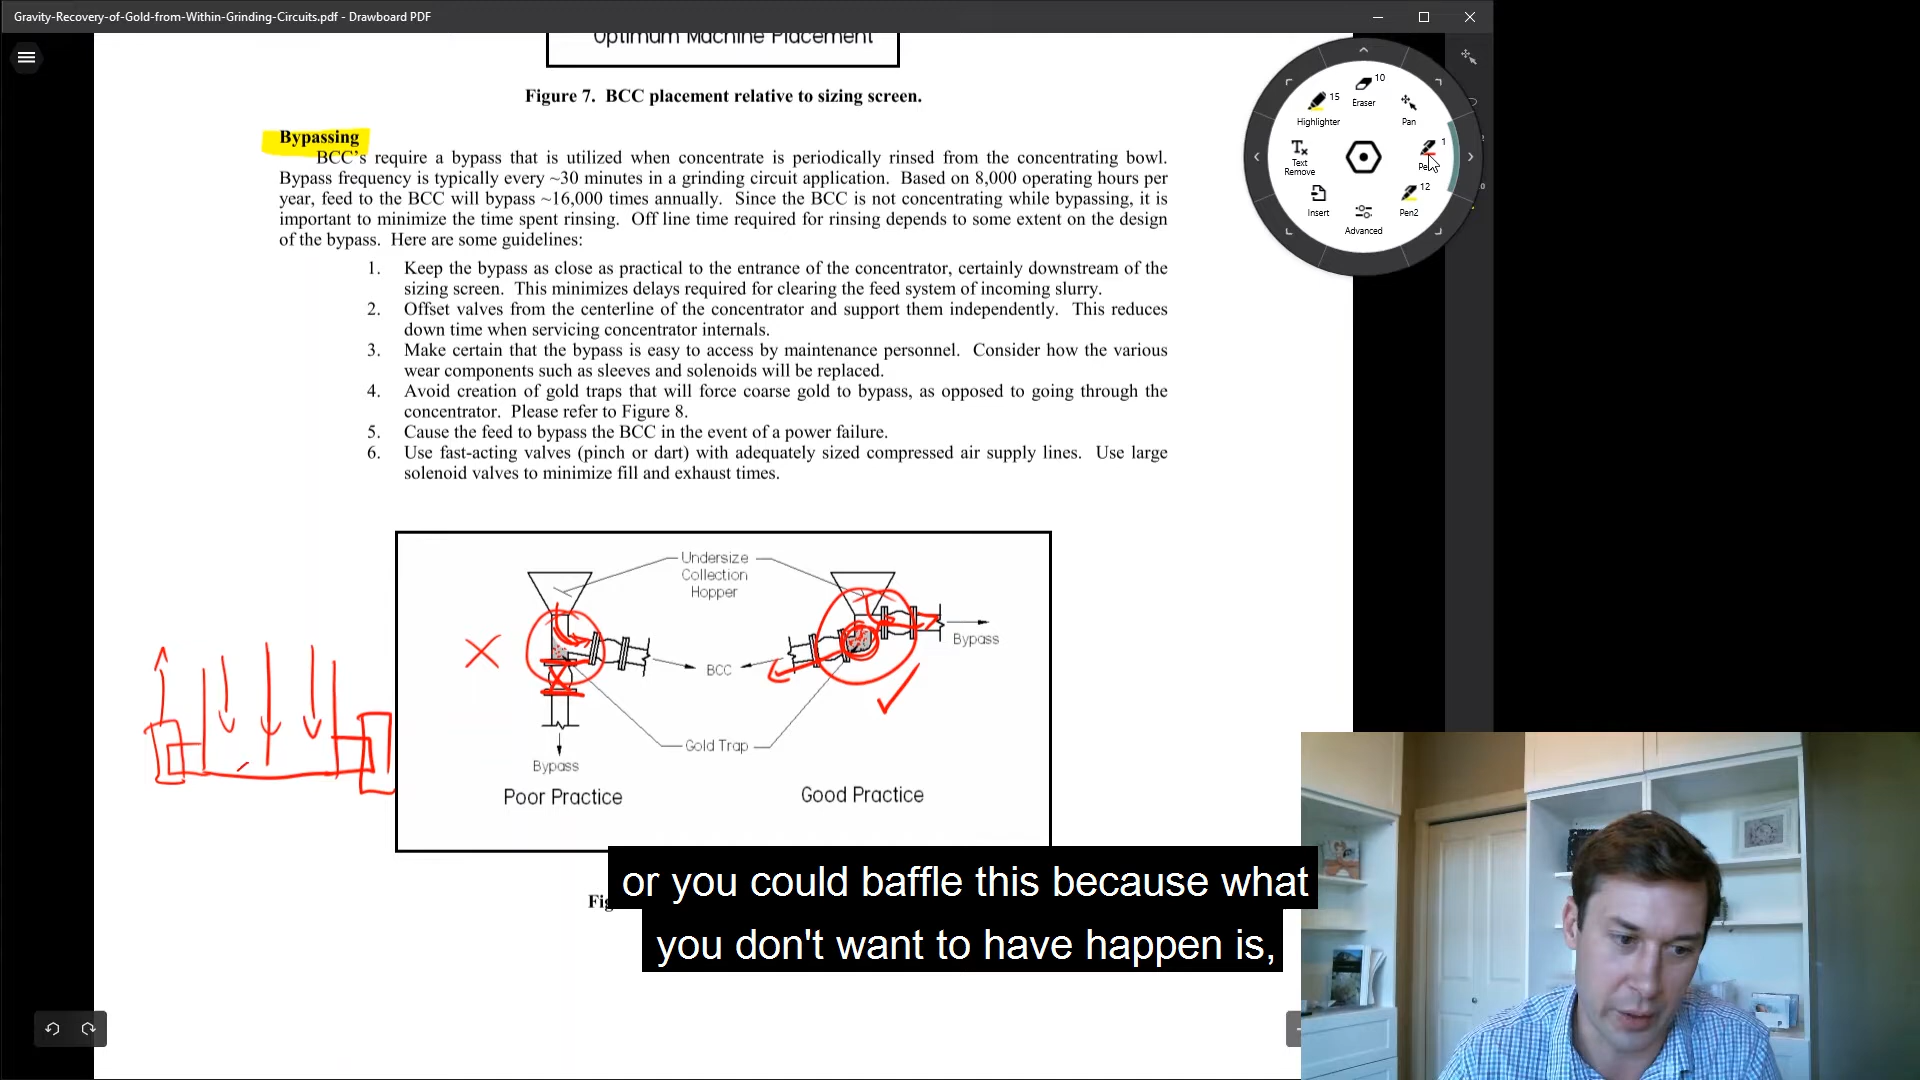 Gravity-Recovery-of-Gold-from-Within-Grinding-Circuits.pdf - Drawboard PDF
Optimum Machine Placement
Figure 7. BCC placement relative to sizing screen.
Bypassing
BCC's require a bypass that is utilized when concentrate is periodically rinsed from the concentrating bowl.
Bypass frequency is typically every ~30 minutes in a grinding circuit application. Based on 8,000 operating hours per
year, feed to the BCC will bypass ~16,000 times annually. Since the BCC is not concentrating while bypassing, it is
important to minimize the time spent rinsing. Off line time required for rinsing depends to some extent on the design
of the bypass. Here are some guidelines:
1. Keep the bypass as close as practical to the entrance of the concentrator, certainly downstream of the
sizing screen. This minimizes delays required for clearing the feed system of incoming slurry.
2. Offset valves from the centerline of the concentrator and support them independently. This reduces
down time when servicing concentrator internals.
3. Make certain that the bypass is easy to access by maintenance personnel. Consider how the various
wear components such as sleeves and solenoids will be replaced.
4. Avoid creation of gold traps that will force coarse gold to bypass, as opposed to going through the
concentrator. Please refer to Figure 8.
5. Cause the feed to bypass the BCC in the event of a power failure.
6. Use fast-acting valves (pinch or dart) with adequately sized compressed air supply lines. Use large
solenoid valves to minimize fill and exhaust times.
Undersize
Collection
Hopper
Bypass
BCC
Gold Trap
Bypass
Poor Practice
Good Practice
or you could baffle this because what
you don't want to have happen is,
10
Eraser
15
Highlighter
Pan
Text
Remove
1
12
Pen2
Insert
Advanced